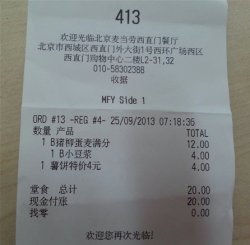 413
欢迎光临北京麦当劳西直门餐厅
北京市西城区西直门外大街1号西环广场西区
西直门购物中心二楼L2-31,32
010-58302388
收据
MFY Side 1
ORD #13 -REG #4- 25/09/2013 07:18:36
数量 产品 TOTAL
1 B猪柳蛋麦满分 12.00
1 B小豆浆 4.00
1 薯饼特价4元 4.00
堂食 总计 20.00
现金付涨 20.00
找零 0.00
欢迎您再次光临!